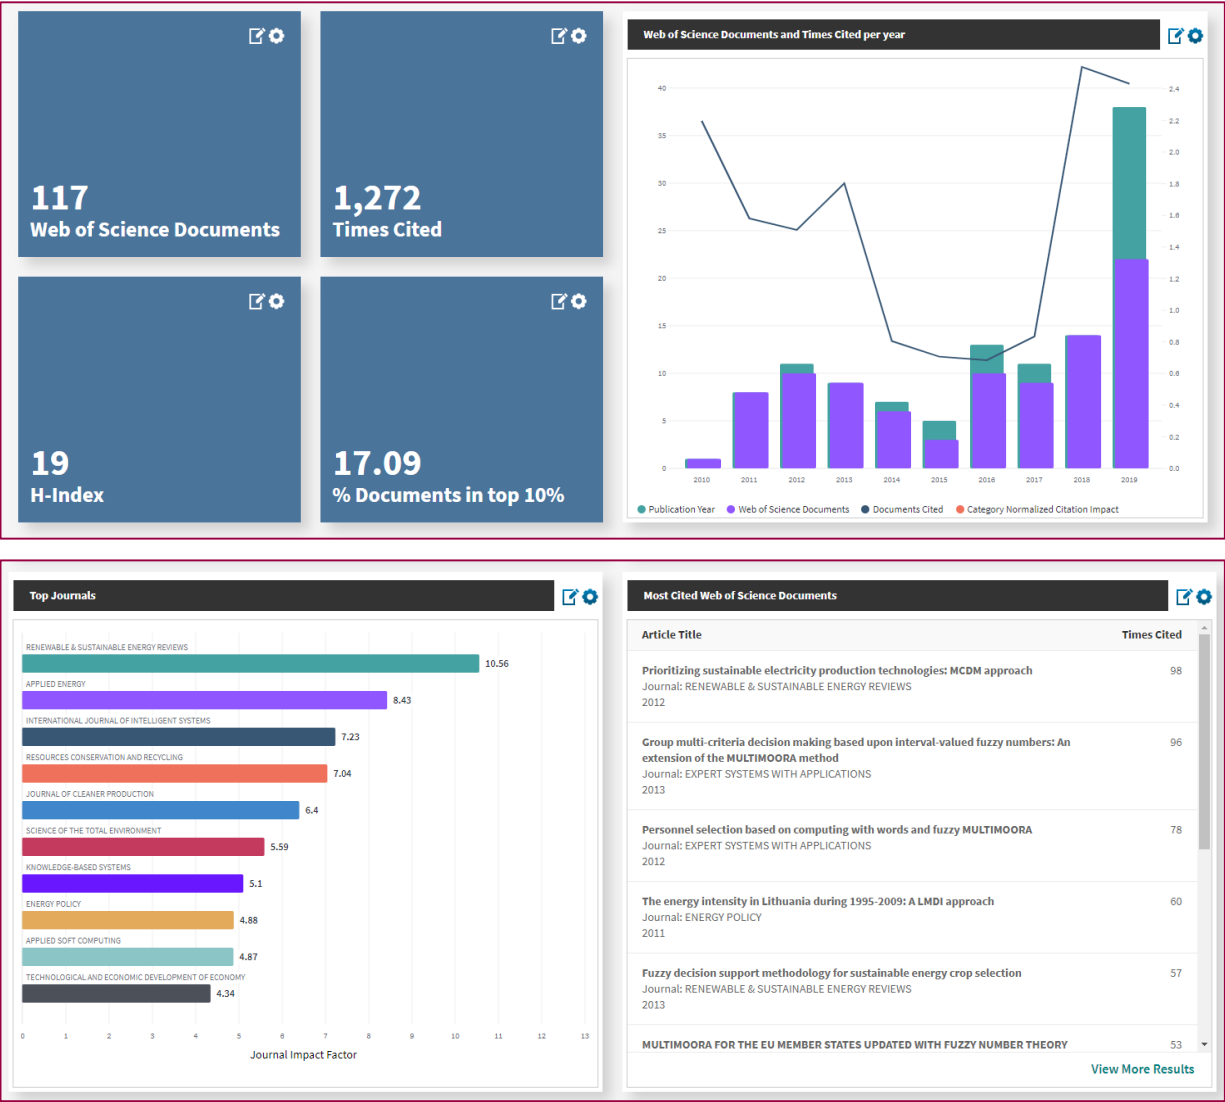 117
Web of Science Documents
1,272
Times Cited
19
H-Index
17.09
% Documents in top 10%
Web of Science Documents and Times Cited per year
40
35
30
25
20
15
10
5
0
2.4
2.2
2.0
1.8
1.6
1.4
1.2
1.0
0.8
0.6
0.4
0.2
0.0
2010 2011 2012 2013 2014 2015 2016 2017 2018 2019
Publication Year Web of Science Documents Documents Cited Category Normalized Citation Impact
Top Journals
RENEWABLE & SUSTAINABLE ENERGY REVIEWS
10.56
APPLIED ENERGY
8.43
INTERNATIONAL JOURNAL OF INTELLIGENT SYSTEMS
7.23
RESOURCES CONSERVATION AND RECYCLING
7.04
JOURNAL OF CLEANER PRODUCTION
6.4
SCIENCE OF THE TOTAL ENVIRONMENT
5.59
KNOWLEDGE-BASED SYSTEMS
5.1
ENERGY POLICY
4.88
APPLIED SOFT COMPUTING
4.87
TECHNOLOGICAL AND ECONOMIC DEVELOPMENT OF ECONOMY
4.34
0 1 2 3 4 5 6 7 8 9 10 11 12 13
Journal Impact Factor
Most Cited Web of Science Documents
Article Title Times Cited
Prioritizing sustainable electricity production technologies: MCDM approach 98
Journal: RENEWABLE & SUSTAINABLE ENERGY REVIEWS
2012
Group multi-criteria decision making based upon interval-valued fuzzy numbers: An 96
extension of the MULTIMOORA method
Journal: EXPERT SYSTEMS WITH APPLICATIONS
2013
Personnel selection based on computing with words and fuzzy MULTIMOORA 78
Journal: EXPERT SYSTEMS WITH APPLICATIONS
2012
The energy intensity in Lithuania during 1995-2009: A LMDI approach 60
Journal: ENERGY POLICY
2011
Fuzzy decision support methodology for sustainable energy crop selection 57
Journal: RENEWABLE & SUSTAINABLE ENERGY REVIEWS
2013
MULTIMOORA FOR THE EU MEMBER STATES UPDATED WITH FUZZY NUMBER THEORY 53
View More Results